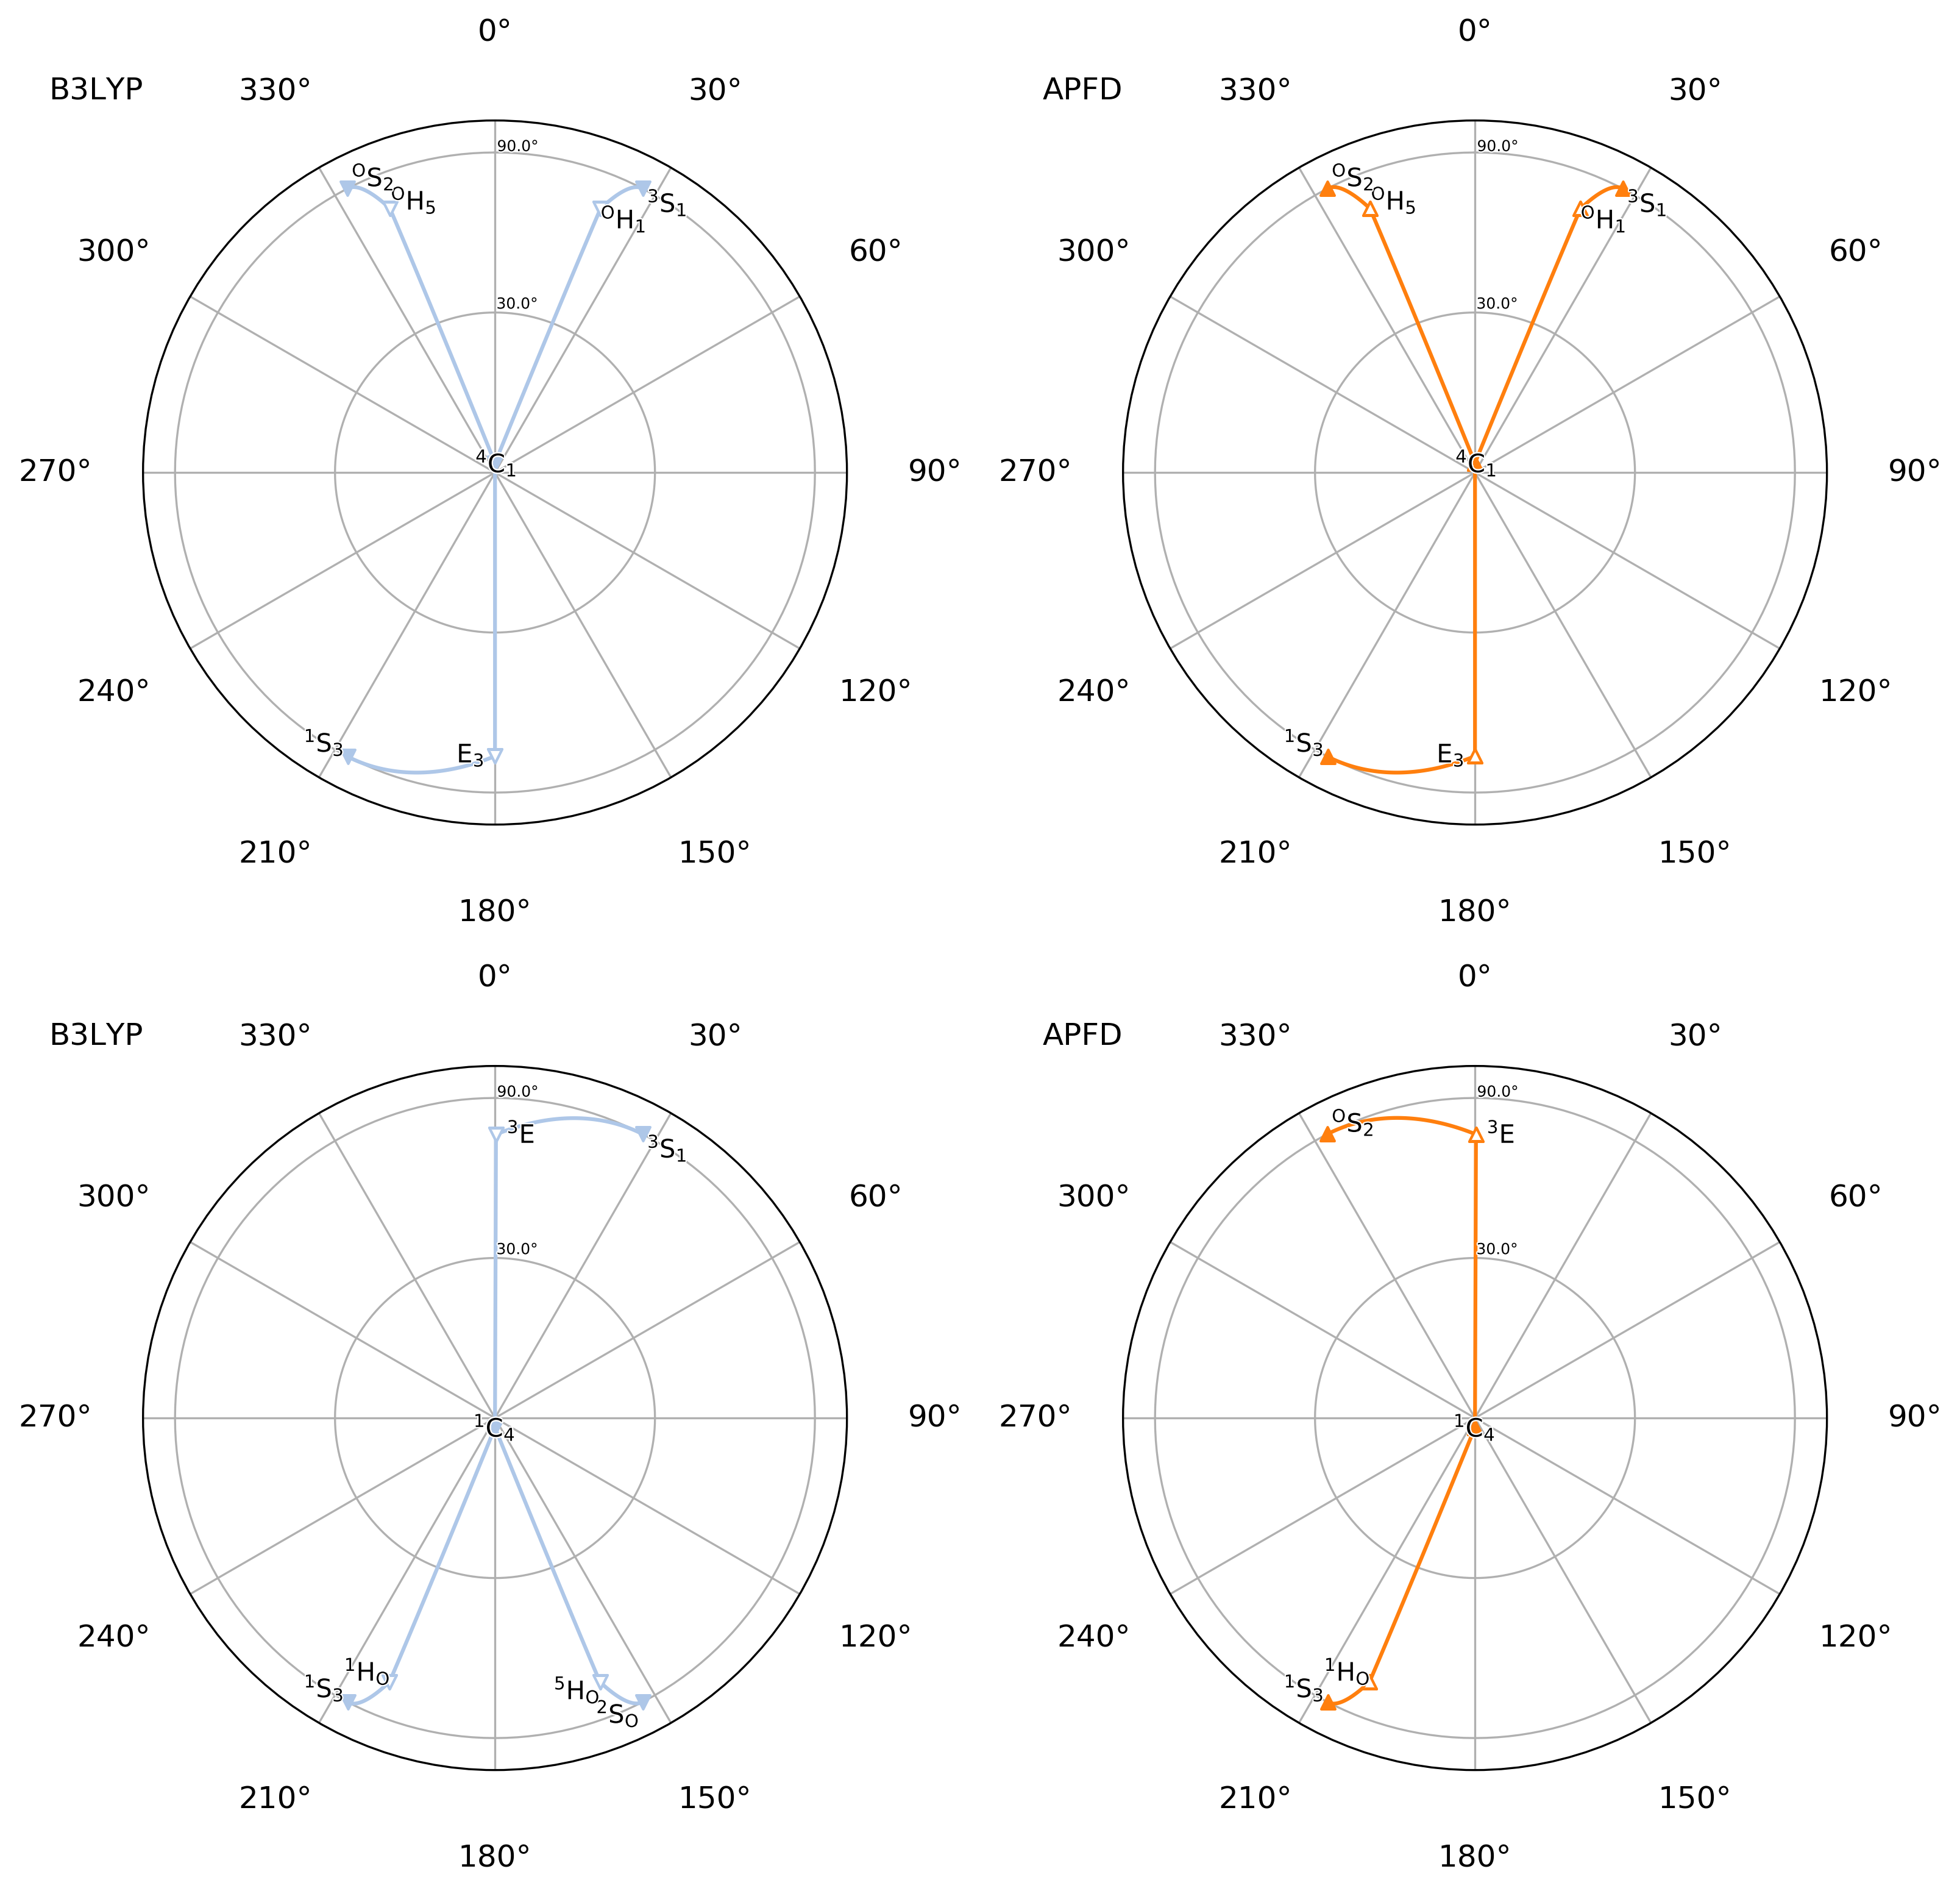 0° 0°
B3LYP 330° 30° APFD 330° 30°
90.0° 90.0°
ᴼS₂ ᴼH₅ ᴼH₁ ³S₁ ᴼS₂ ᴼH₅ ᴼH₁ ³S₁
300° 60° 300° 60°
30.0° 30.0°
270° ⁴C₁ 90° 270° ⁴C₁ 90°
240° 120° 240° 120°
¹S₃ E₃ ¹S₃ E₃
210° 150° 210° 150°
180° 180°
0° 0°
B3LYP 330° 30° APFD 330° 30°
90.0° 90.0°
³E ³S₁ ᴼS₂ ³E
300° 60° 300° 60°
30.0° 30.0°
270° ¹C₄ 90° 270° ¹C₄ 90°
240° 120° 240° 120°
¹S₃ ¹Hₒ ⁵Hₒ ²Sₒ ¹S₃ ¹Hₒ
210° 150° 210° 150°
180° 180°